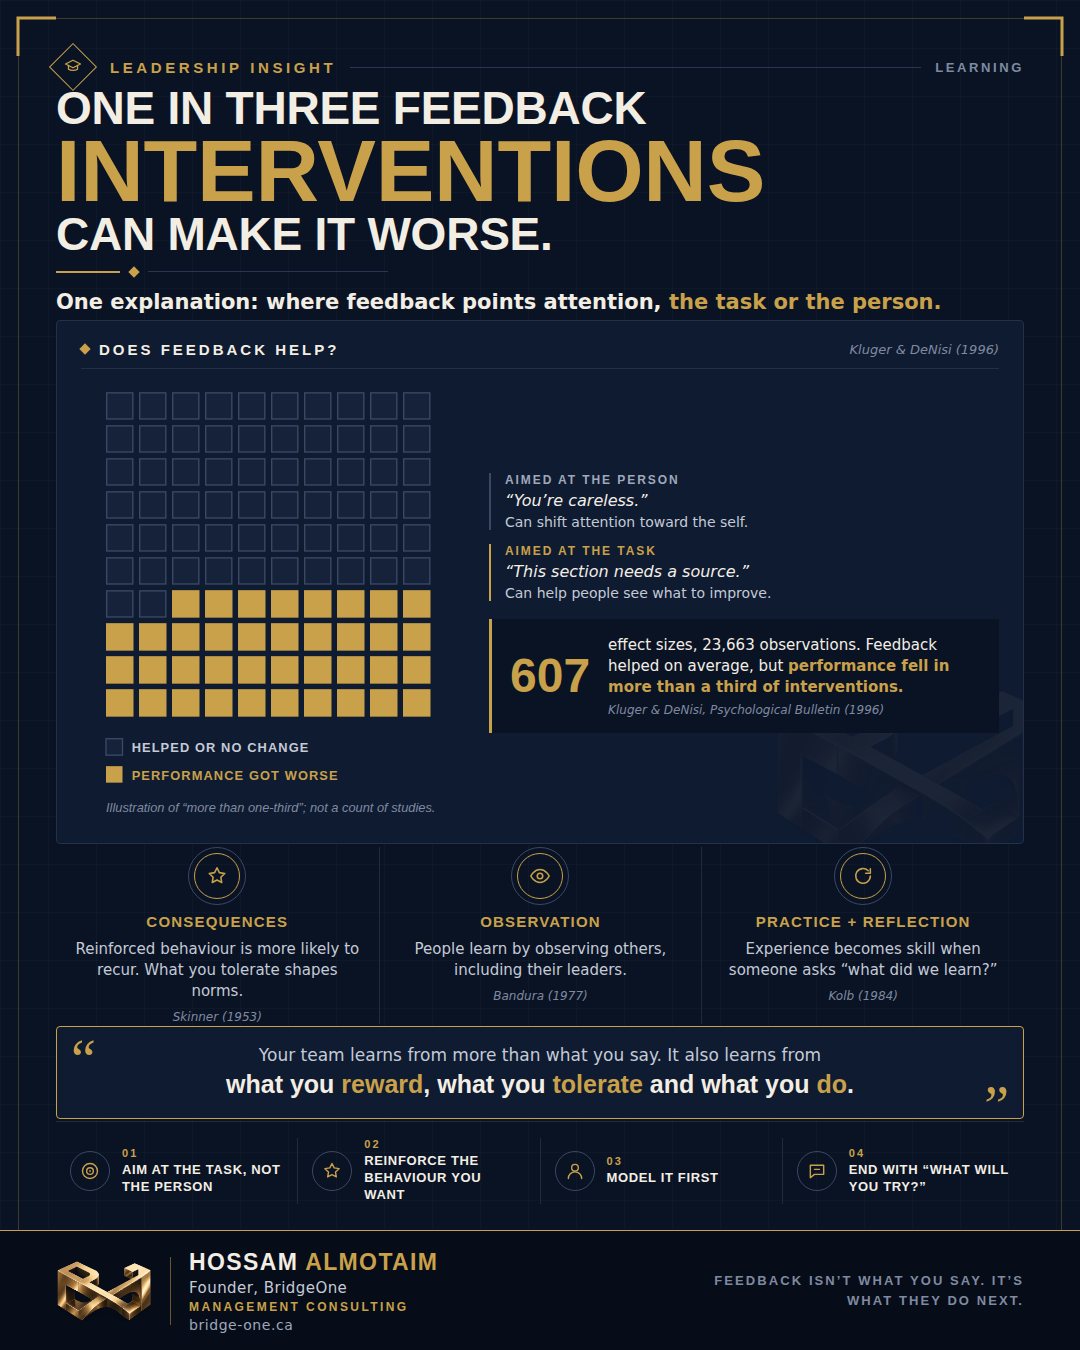 LEADERSHIP INSIGHT
LEARNING
ONE IN THREE FEEDBACK
INTERVENTIONS
CAN MAKE IT WORSE.
One explanation: where feedback points attention, the task or the person.
DOES FEEDBACK HELP?
Kluger & DeNisi (1996)
AIMED AT THE PERSON
“You’re careless.”
Can shift attention toward the self.
AIMED AT THE TASK
“This section needs a source.”
Can help people see what to improve.
607
effect sizes, 23,663 observations. Feedback
helped on average, but performance fell in
more than a third of interventions.
Kluger & DeNisi, Psychological Bulletin (1996)
HELPED OR NO CHANGE
PERFORMANCE GOT WORSE
Illustration of “more than one-third”; not a count of studies.
CONSEQUENCES
Reinforced behaviour is more likely to
recur. What you tolerate shapes
norms.
Skinner (1953)
OBSERVATION
People learn by observing others,
including their leaders.
Bandura (1977)
PRACTICE + REFLECTION
Experience becomes skill when
someone asks “what did we learn?”
Kolb (1984)
“
Your team learns from more than what you say. It also learns from
what you reward, what you tolerate and what you do.
”
01
AIM AT THE TASK, NOT
THE PERSON
02
REINFORCE THE
BEHAVIOUR YOU
WANT
03
MODEL IT FIRST
04
END WITH “WHAT WILL
YOU TRY?”
HOSSAM ALMOTAIM
Founder, BridgeOne
MANAGEMENT CONSULTING
bridge-one.ca
FEEDBACK ISN’T WHAT YOU SAY. IT’S
WHAT THEY DO NEXT.